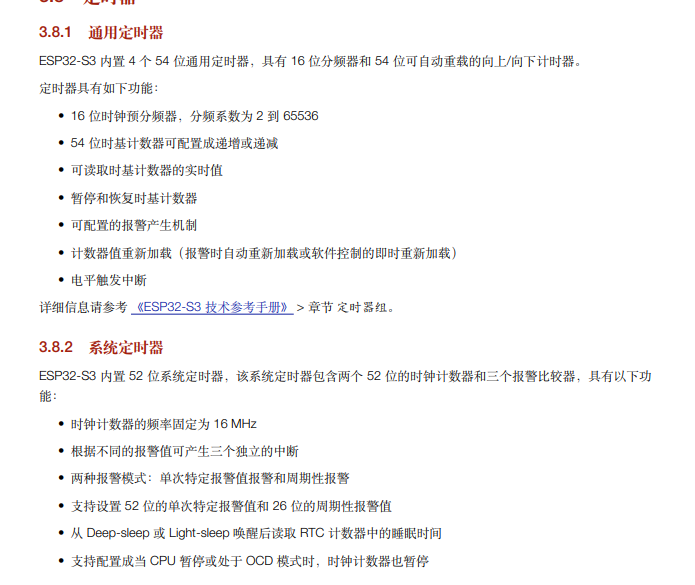 3.8.1 通用定时器
ESP32-S3 内置 4 个 54 位通用定时器，具有 16 位分频器和 54 位可自动重载的向上/向下计时器。
定时器具有如下功能：
• 16 位时钟预分频器，分频系数为 2 到 65536
• 54 位时基计数器可配置成递增或递减
• 可读取时基计数器的实时值
• 暂停和恢复时基计数器
• 可配置的报警产生机制
• 计数器值重新加载（报警时自动重新加载或软件控制的即时重新加载）
• 电平触发中断
详细信息请参考 《ESP32-S3 技术参考手册》 > 章节 定时器组。
3.8.2 系统定时器
ESP32-S3 内置 52 位系统定时器，该系统定时器包含两个 52 位的时钟计数器和三个报警比较器，具有以下功
能：
• 时钟计数器的频率固定为 16 MHz
• 根据不同的报警值可产生三个独立的中断
• 两种报警模式：单次特定报警值报警和周期性报警
• 支持设置 52 位的单次特定报警值和 26 位的周期性报警值
• 从 Deep-sleep 或 Light-sleep 唤醒后读取 RTC 计数器中的睡眠时间
• 支持配置成当 CPU 暂停或处于 OCD 模式时，时钟计数器也暂停